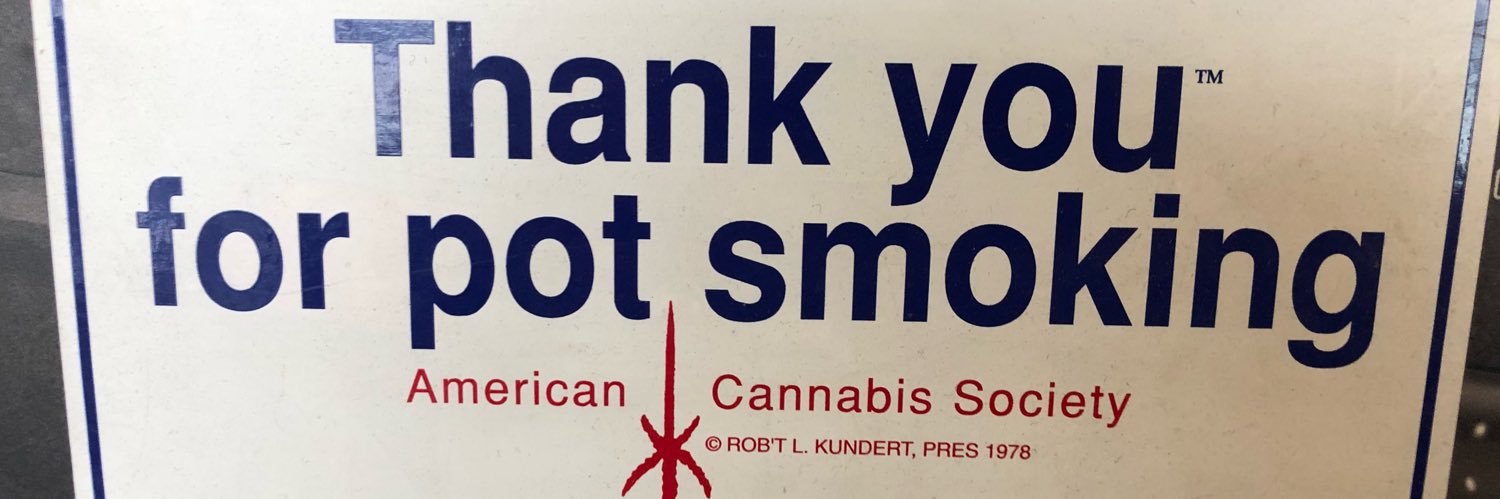 Thank you™
for pot smoking
American Cannabis Society
© ROB'T L. KUNDERT, PRES 1978